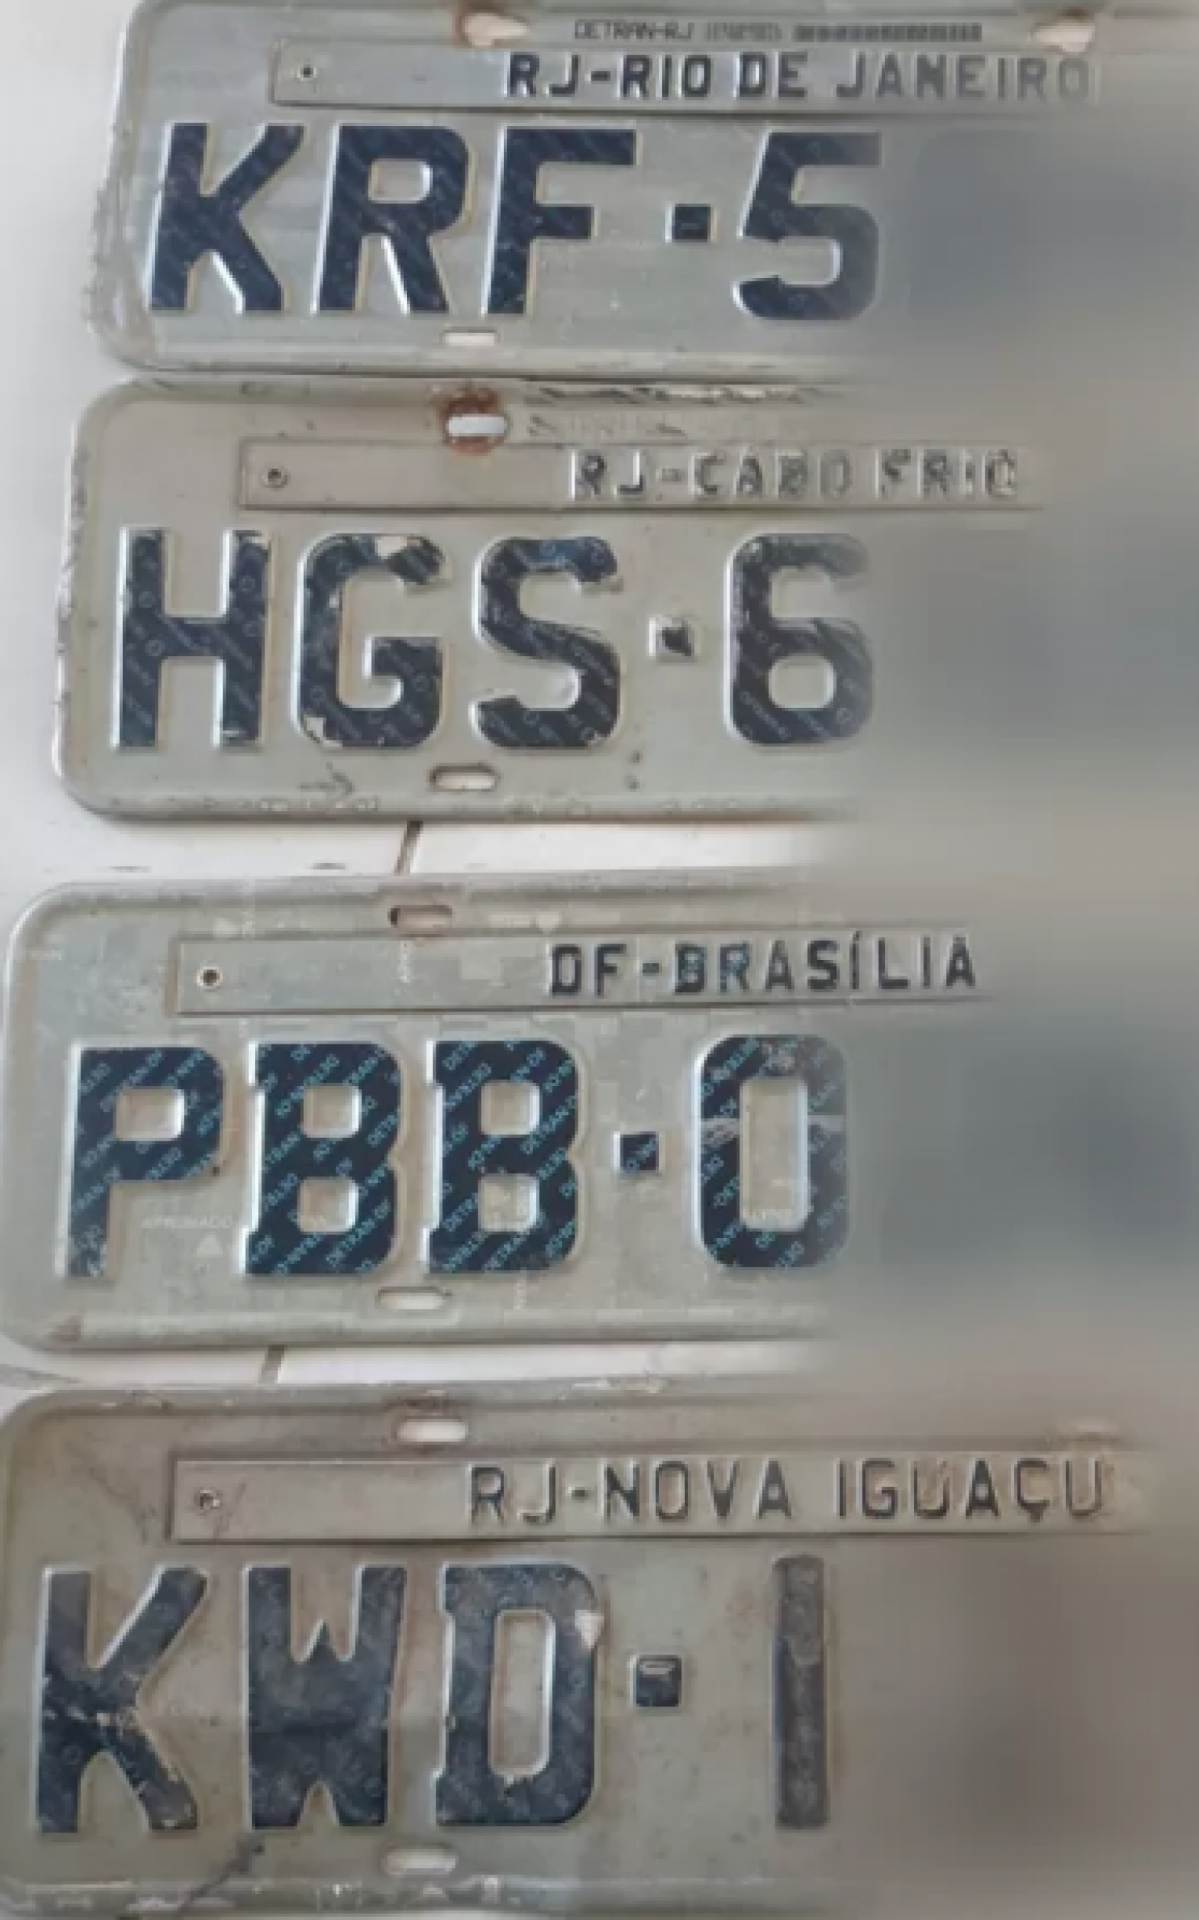 DETRAN-RJ
RJ-RIO DE JANEIRO
KRF·5
RJ-CABO FRIO
HGS·6
DF-BRASÍLIA
PBB·0
RJ-NOVA IGUAÇU
KWD·1